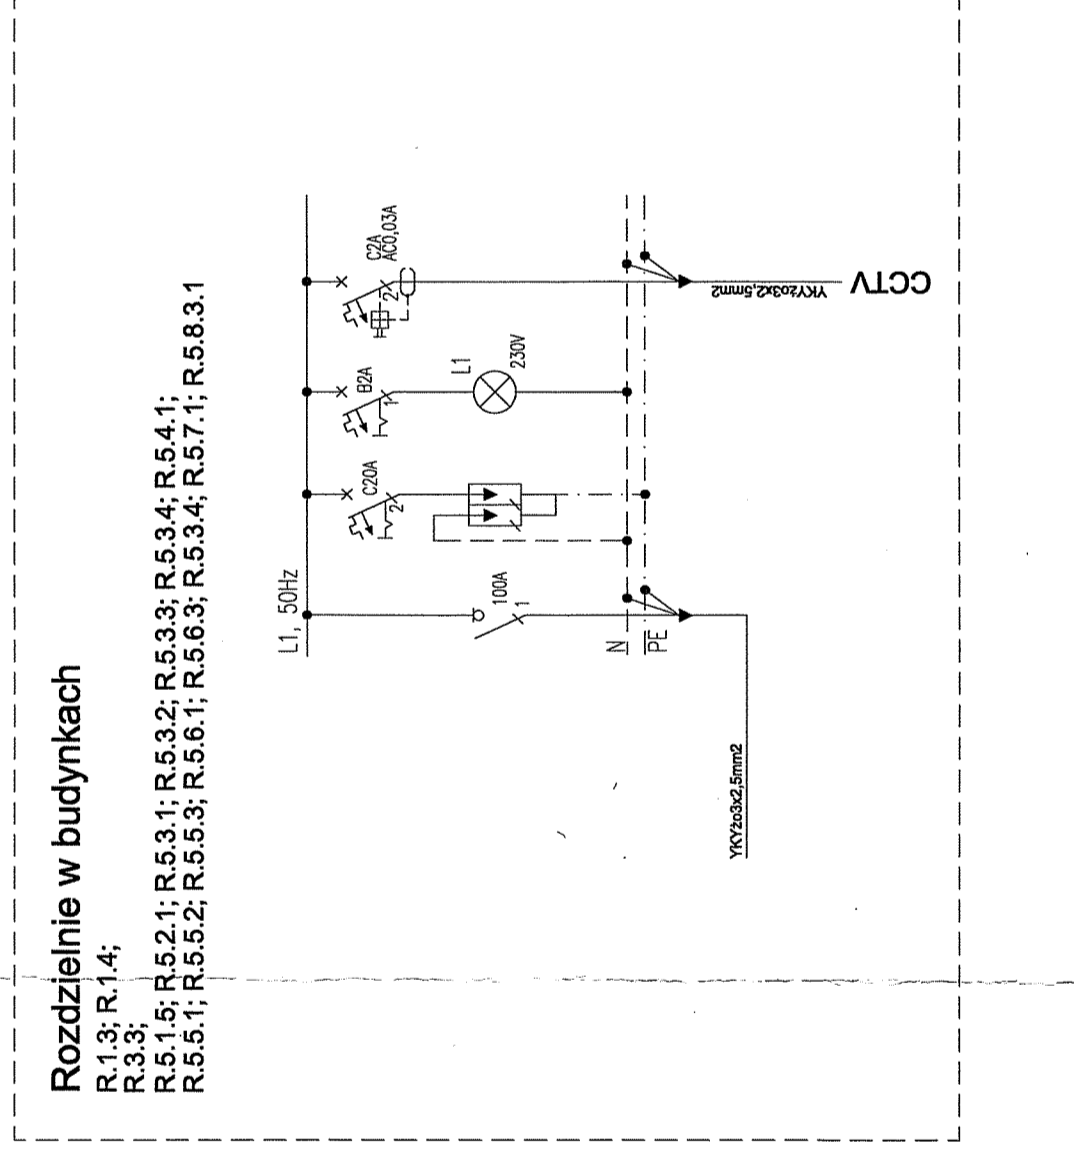 Rozdzielnie w budynkach
R.1.3; R.1.4;
R.3.3;
R.5.1.5; R.5.2.1; R.5.3.1; R.5.3.2; R.5.3.3; R.5.3.4; R.5.4.1;
R.5.5.1; R.5.5.2; R.5.5.3; R.5.6.1; R.5.6.3; R.5.3.4; R.5.7.1; R.5.8.3.1
L1, 50Hz
100A
1
C20A
2
B2A
1
L1
230V
C2A
AC0,03A
2
N
PE
YKYżo3x2,5mm2
YKYżo3x2,5mm2
CCTV